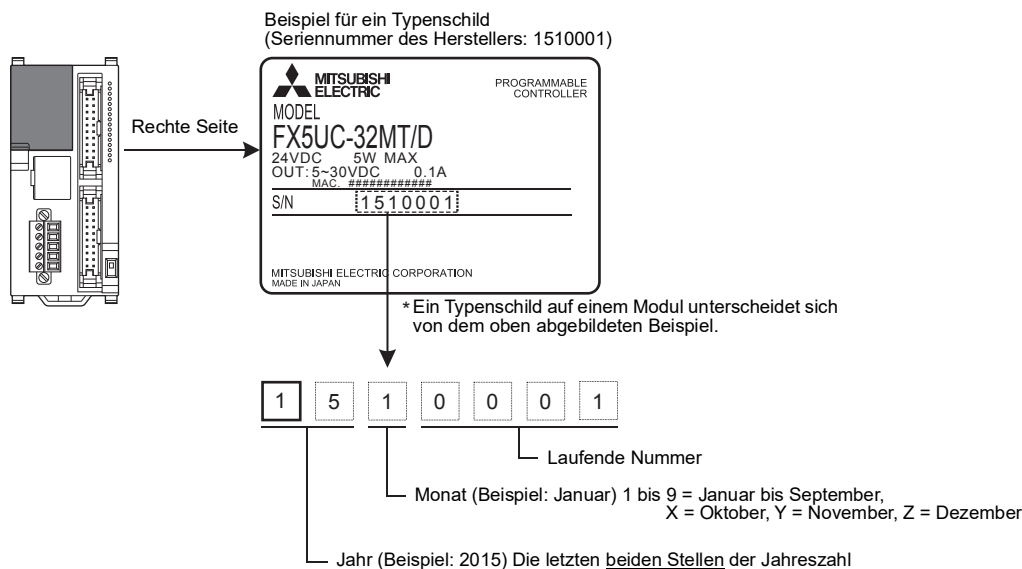 Beispiel für ein Typenschild
(Seriennummer des Herstellers: 1510001)
Rechte Seite
MITSUBISHI
ELECTRIC
PROGRAMMABLE
CONTROLLER
MODEL
FX5UC-32MT/D
24VDC 5W MAX
OUT: 5~30VDC 0.1A
MAC. ############
S/N 1510001
MITSUBISHI ELECTRIC CORPORATION
MADE IN JAPAN
* Ein Typenschild auf einem Modul unterscheidet sich
von dem oben abgebildeten Beispiel.
1 5 1 0 0 0 1
Laufende Nummer
Monat (Beispiel: Januar) 1 bis 9 = Januar bis September,
X = Oktober, Y = November, Z = Dezember
Jahr (Beispiel: 2015) Die letzten beiden Stellen der Jahreszahl